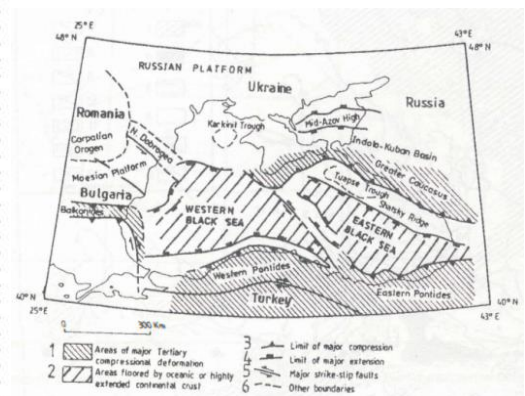 25°E
48°N
43°E
48°N
RUSSIAN PLATFORM
Ukraine
Romania
Russia
Karkinit Trough
Mid-Azov High
N. Dobrogea
Carpatian
Orogen
Indolo-Kuban Basin
Moesian Platform
Greater Caucasus
Tuapse Trough
Bulgaria
Shatsky Ridge
Balkanides
WESTERN
BLACK SEA
EASTERN
BLACK SEA
Western Pontides
Eastern Pontides
Turkey
40°N
25°E
40°N
43°E
0 300 Km
1 Areas of major Tertiary
compressional deformation
2 Areas floored by oceanic or highly
extended continental crust
3 Limit of major compression
4 Limit of major extension
5 Major strike-slip faults
6 Other boundaries